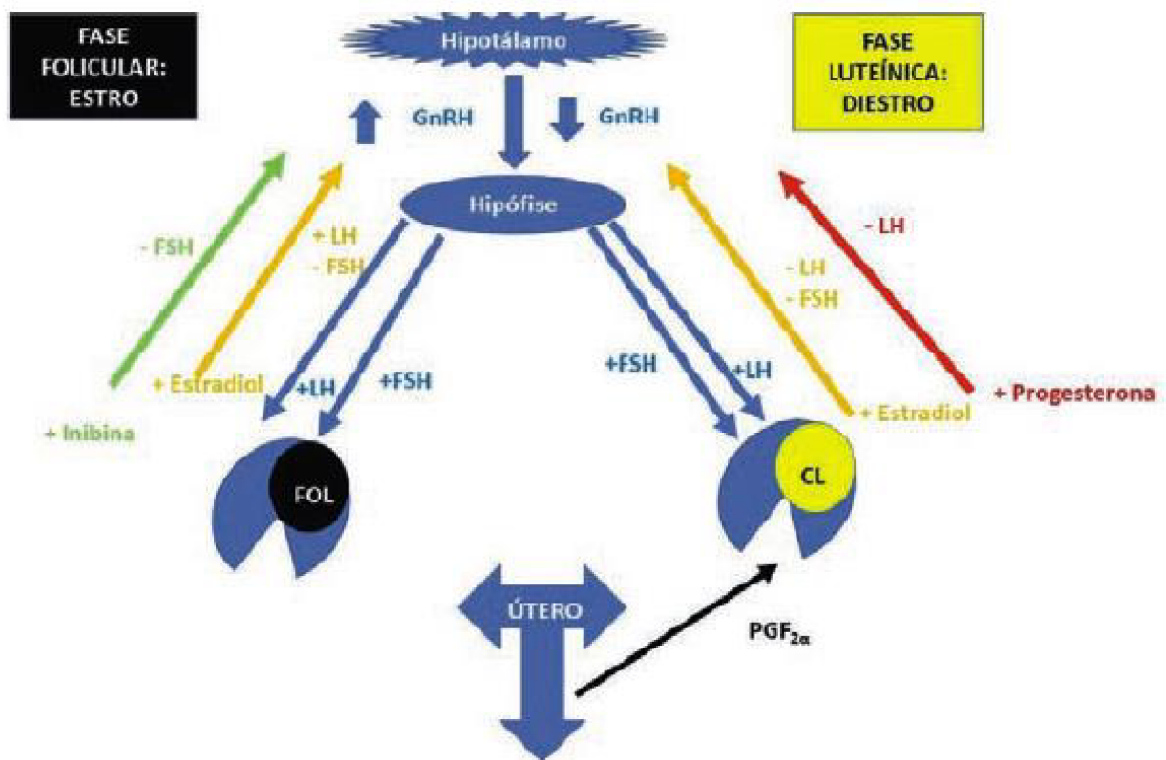 FASE
FOLICULAR:
ESTRO
Hipotálamo
FASE
LUTEÍNICA:
DIESTRO
GnRH
GnRH
Hipófise
- FSH
+ LH
- FSH
- LH
- LH
- FSH
+ Estradiol
+LH
+FSH
+FSH
+LH
+ Progesterona
+ Estradiol
+ Inibina
FOL
CL
ÚTERO
PGF2α